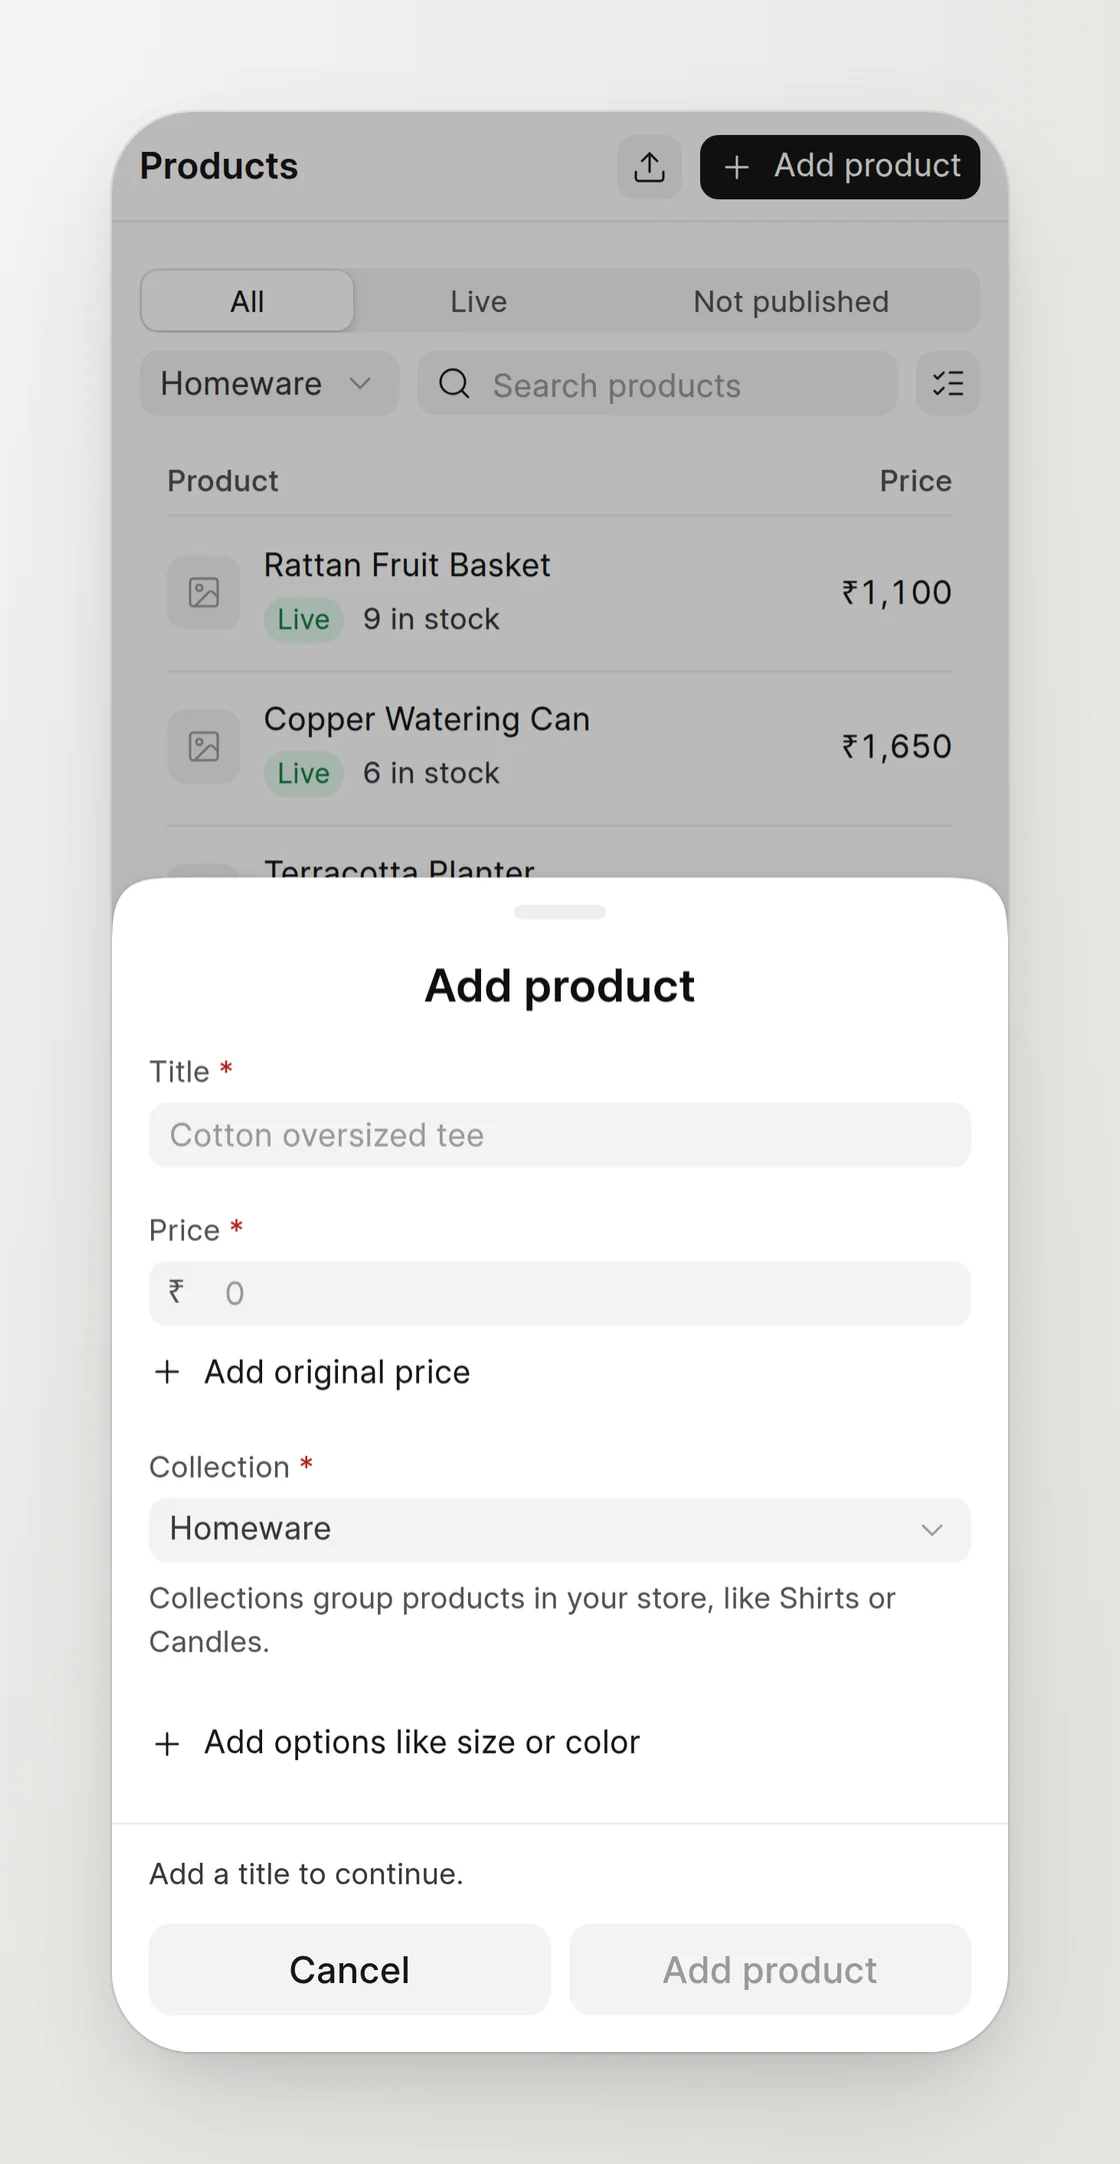 Products
Add product
All
Live
Not published
Homeware
Search products
Product
Price
Rattan Fruit Basket
Live
9 in stock
₹1,100
Copper Watering Can
Live
6 in stock
₹1,650
Terracotta Planter
Add product
Title *
Cotton oversized tee
Price *
₹ 0
Add original price
Collection *
Homeware
Collections group products in your store, like Shirts or
Candles.
Add options like size or color
Add a title to continue.
Cancel
Add product